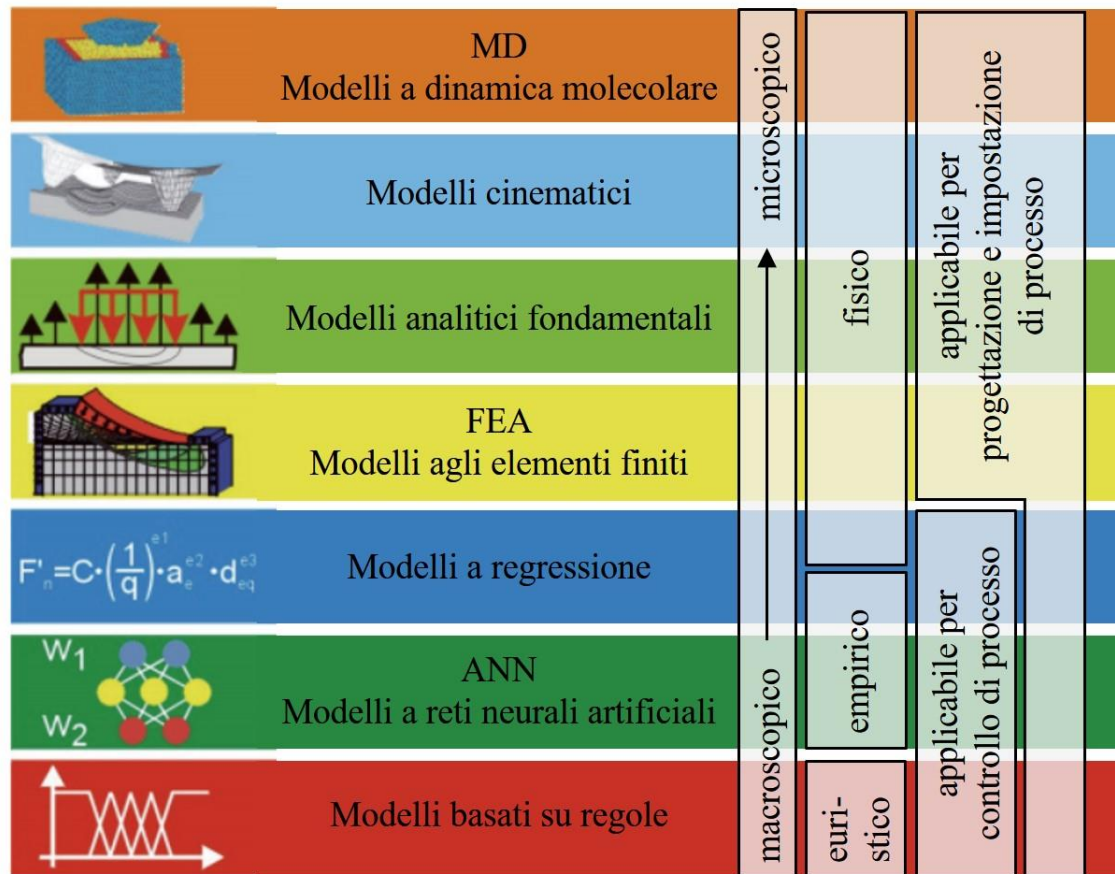 MD
Modelli a dinamica molecolare
Modelli cinematici
Modelli analitici fondamentali
FEA
Modelli agli elementi finiti
F'n=C·(1/q)^e1·a_e^e2·d_eq^e3
Modelli a regressione
W1
W2
ANN
Modelli a reti neurali artificiali
Modelli basati su regole
microscopico
macroscopico
fisico
empirico
euri-
stico
applicabile per
progettazione e impostazione
di processo
applicabile per
controllo di processo